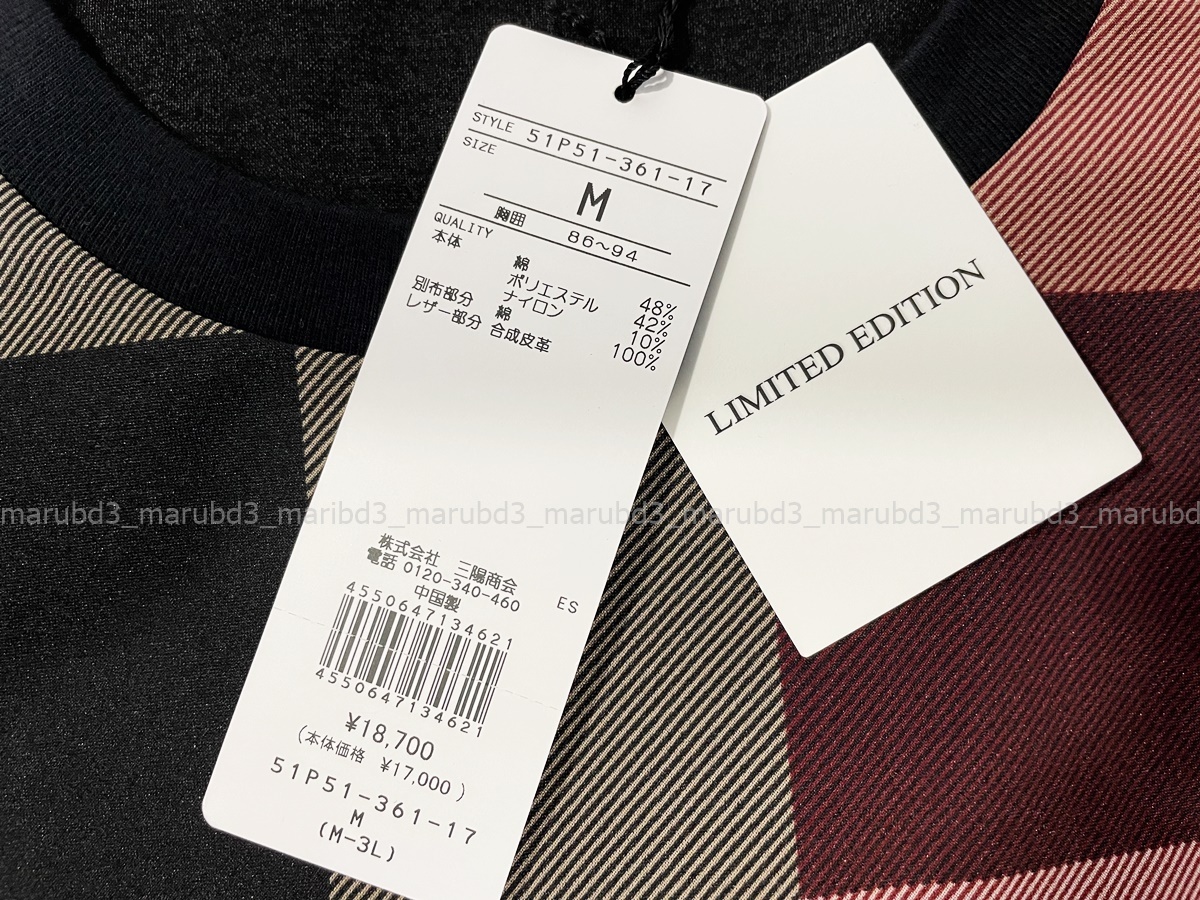 STYLE 51P51-361-17
SIZE
M
胸囲 86~94
QUALITY
本体 綿 48%
ポリエステル 42%
ナイロン 10%
別布部分 綿 100%
レザー部分 合成皮革
株式会社 三陽商会
電話 0120-340-460
中国製 ES
4550647134621
4550647134621
¥18,700
(本体価格 ¥17,000)
51P51-361-17
M
(M-3L)
LIMITED EDITION
marubd3_marubd3_maribd3_marubd3_marubd3_marubd3_marubd3_marubd3_marubd